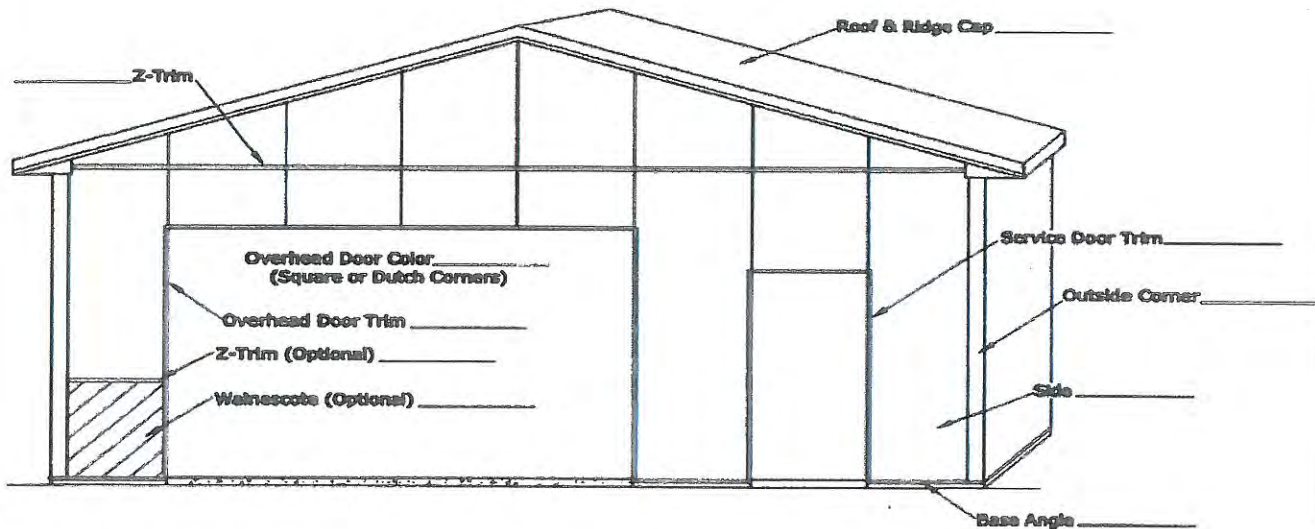 Roof & Ridge Cap
Z-Trim
Overhead Door Color
(Square or Dutch Corners)
Service Door Trim
Outside Corner
Overhead Door Trim
Z-Trim (Optional)
Wainescote (Optional)
Side
Base Angle